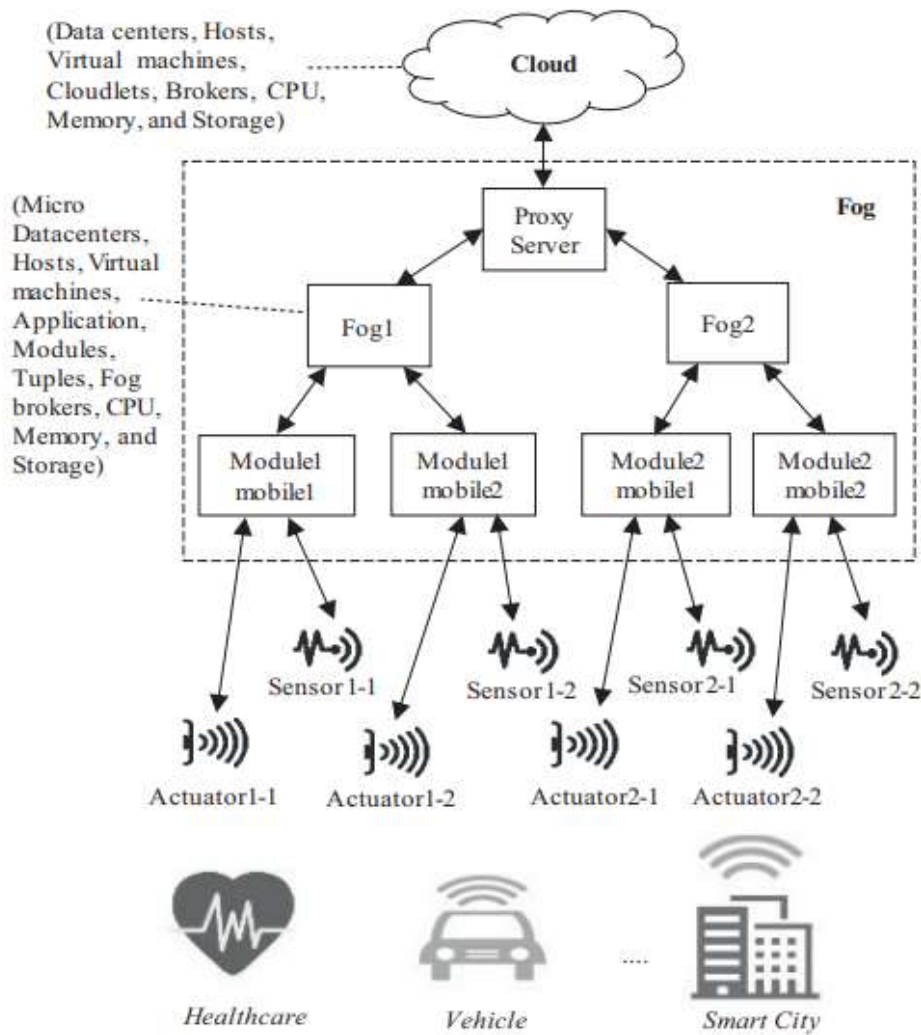 (Data centers, Hosts,
Virtual machines,
Cloudlets, Brokers, CPU,
Memory, and Storage)
Cloud
Fog
Proxy
Server
(Micro
Datacenters,
Hosts, Virtual
machines,
Application,
Modules,
Tuples, Fog
brokers, CPU,
Memory, and
Storage)
Fog1
Fog2
Module1
mobile1
Module1
mobile2
Module2
mobile1
Module2
mobile2
Sensor1-1
Sensor1-2
Sensor2-1
Sensor2-2
Actuator1-1
Actuator1-2
Actuator2-1
Actuator2-2
....
Healthcare
Vehicle
Smart City